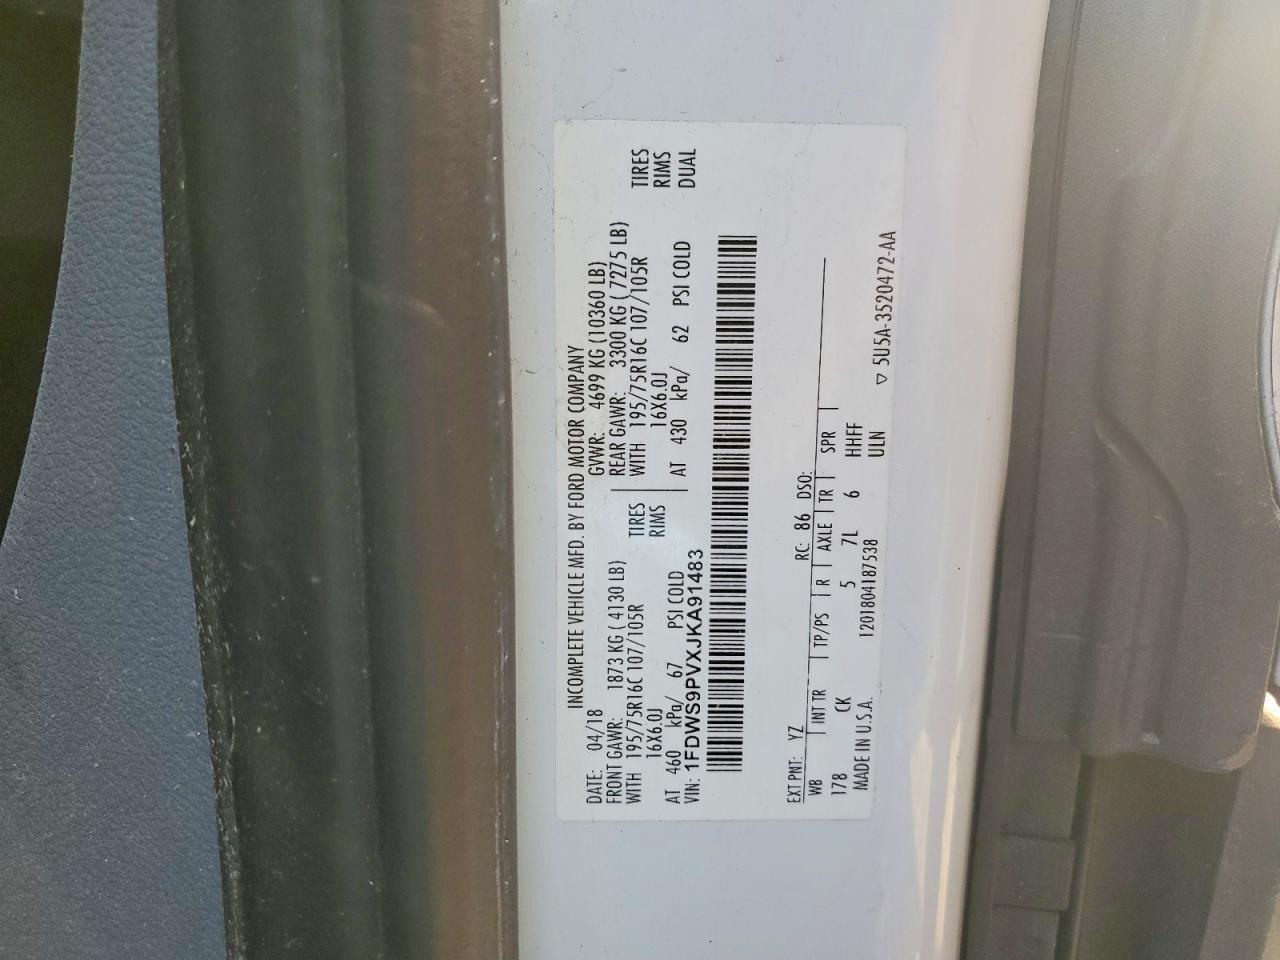 INCOMPLETE VEHICLE MFD. BY FORD MOTOR COMPANY
DATE: 04/18 GVWR: 4699 KG (10360 LB)
FRONT GAWR: 1873 KG ( 4130 LB) REAR GAWR: 3300 KG ( 7275 LB)
WITH 195/75R16C 107/105R TIRES WITH 195/75R16C 107/105R TIRES
16X6.0J RIMS 16X6.0J RIMS
AT 460 kPa/ 67 PSI COLD AT 430 kPa/ 62 PSI COLD DUAL
VIN: 1FDWS9PVXJKA91483
EXT PNT: YZ RC: 86 DSO:
WB INT TR TP/PS R AXLE TR SPR
178 CK 5 7L 6 HHFF
MADE IN U.S.A. 1201804187538 ULN
▽ 5U5A-3520472-AA